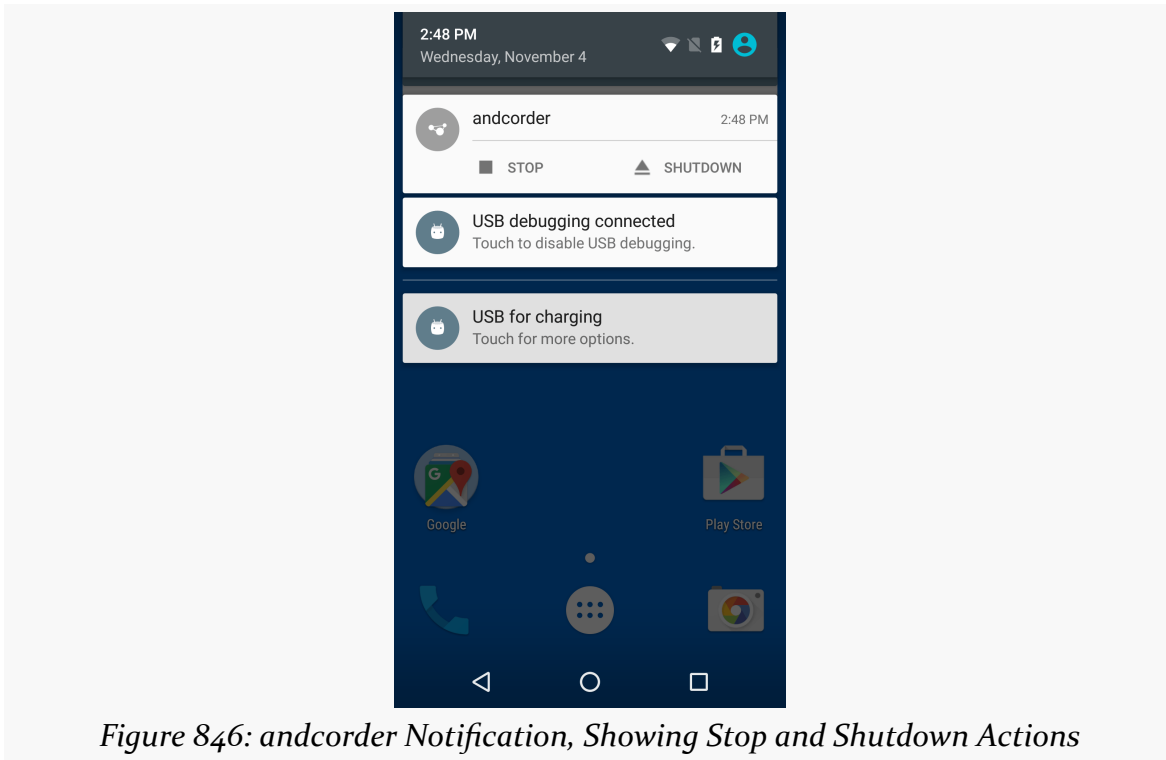 2:48 PM
Wednesday, November 4
andcorder 2:48 PM
STOP SHUTDOWN
USB debugging connected
Touch to disable USB debugging.
USB for charging
Touch for more options.
G
Google Play Store
Figure 846: andcorder Notification, Showing Stop and Shutdown Actions